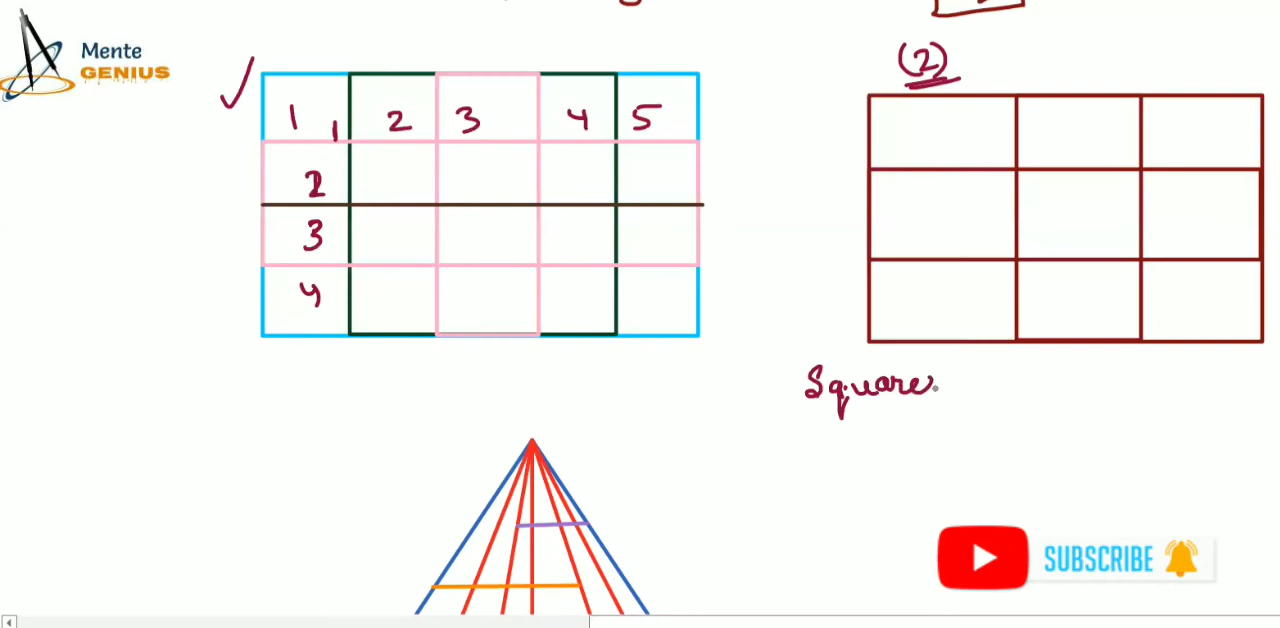 Mente
GENIUS
(2)
1 1 2 3 4 5
2
3
4
Square
SUBSCRIBE